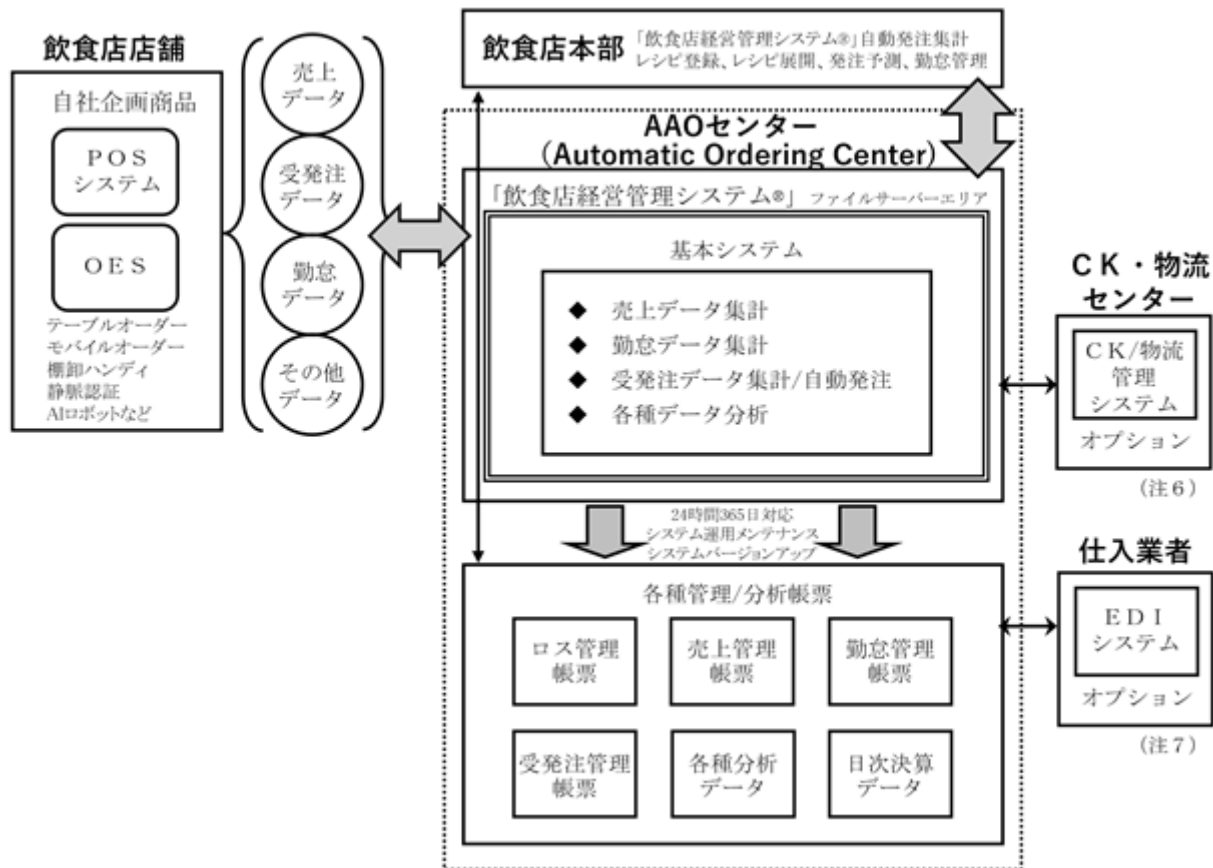 飲食店店舗
自社企画商品
ＰＯＳ
システム
ＯＥＳ
テーブルオーダー
モバイルオーダー
棚卸ハンディ
静脈認証
AIロボットなど
売上
データ
受発注
データ
勤怠
データ
その他
データ
飲食店本部
「飲食店経営管理システム®」自動発注集計
レシピ登録、レシピ展開、発注予測、勤怠管理
AAOセンター
(Automatic Ordering Center)
「飲食店経営管理システム®」 ファイルサーバーエリア
基本システム
◆ 売上データ集計
◆ 勤怠データ集計
◆ 受発注データ集計/自動発注
◆ 各種データ分析
24時間365日対応
システム運用メンテナンス
システムバージョンアップ
各種管理/分析帳票
ロス管理
帳票
売上管理
帳票
勤怠管理
帳票
受発注管理
帳票
各種分析
データ
日次決算
データ
ＣＫ・物流
センター
ＣＫ/物流
管理
システム
オプション
（注６）
仕入業者
ＥＤＩ
システム
オプション
（注７）